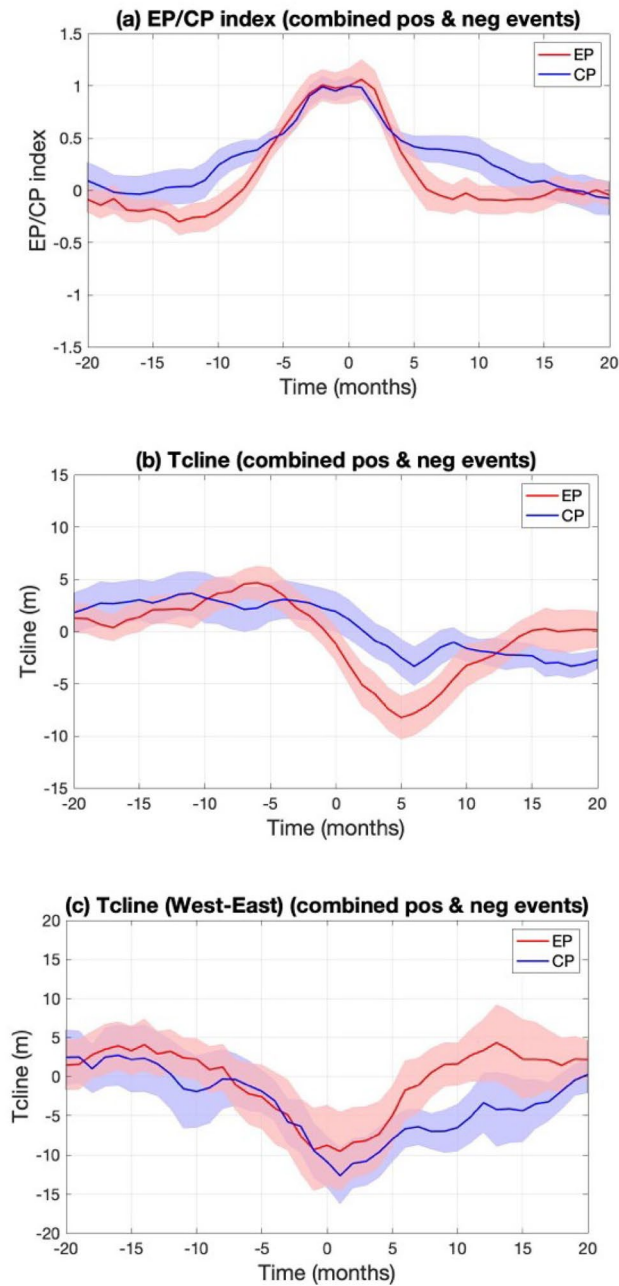 (a) EP/CP index (combined pos & neg events)
1.5
EP
CP
1
0.5
0
-0.5
-1
-1.5
EP/CP index
-20 -15 -10 -5 0 5 10 15 20
Time (months)
(b) Tcline (combined pos & neg events)
15
EP
CP
10
5
0
-5
-10
-15
Tcline (m)
-20 -15 -10 -5 0 5 10 15 20
Time (months)
(c) Tcline (West-East) (combined pos & neg events)
20
EP
CP
15
10
5
0
-5
-10
-15
20
Tcline (m)
-20 -15 -10 -5 0 5 10 15 20
Time (months)